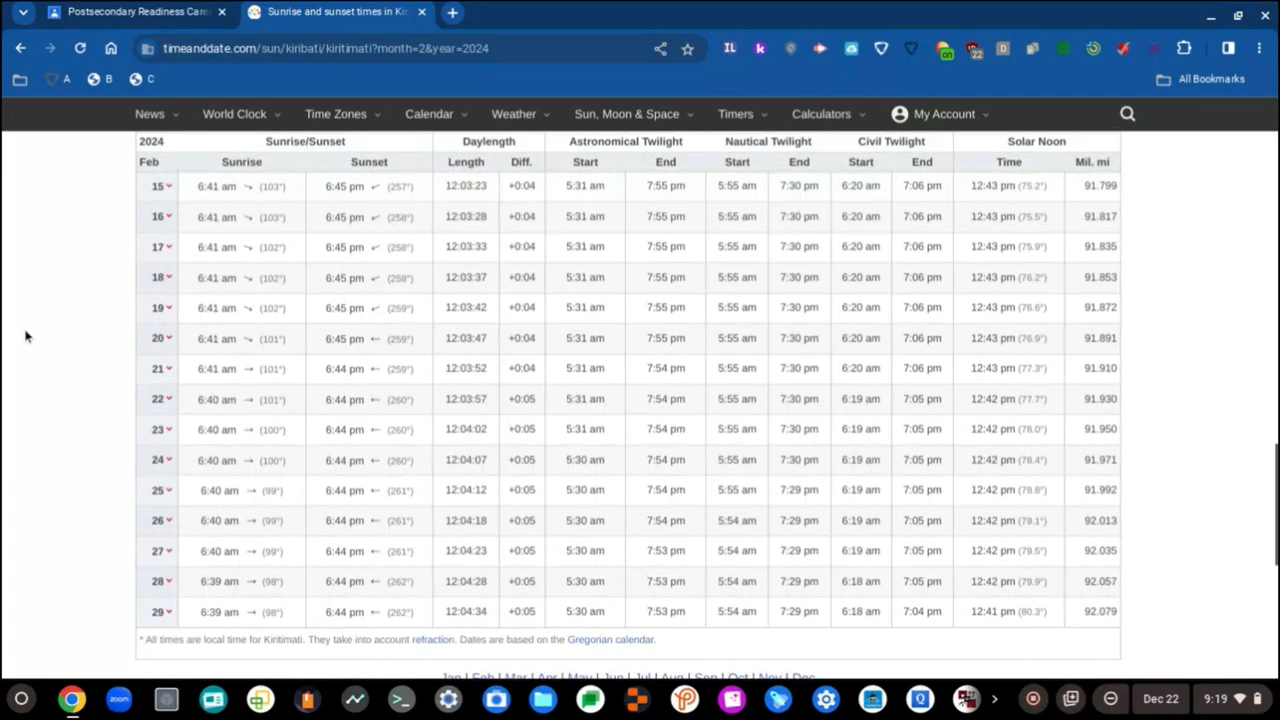 Postsecondary Readiness Care
Sunrise and sunset times in Kiri
timeanddate.com/sun/kiribati/kiritimati?month=2&year=2024
IL
k
on
22
D
A
B
C
All Bookmarks
News World Clock Time Zones Calendar Weather Sun, Moon & Space Timers Calculators My Account
2024 Sunrise/Sunset Daylength Astronomical Twilight Nautical Twilight Civil Twilight Solar Noon
Feb Sunrise Sunset Length Diff. Start End Start End Start End Time Mil. mi
15 6:41 am (103°) 6:45 pm (257°) 12:03:23 +0:04 5:31 am 7:55 pm 5:55 am 7:30 pm 6:20 am 7:06 pm 12:43 pm (75.2°) 91.799
16 6:41 am (103°) 6:45 pm (258°) 12:03:28 +0:04 5:31 am 7:55 pm 5:55 am 7:30 pm 6:20 am 7:06 pm 12:43 pm (75.5°) 91.817
17 6:41 am (102°) 6:45 pm (258°) 12:03:33 +0:04 5:31 am 7:55 pm 5:55 am 7:30 pm 6:20 am 7:06 pm 12:43 pm (75.9°) 91.835
18 6:41 am (102°) 6:45 pm (258°) 12:03:37 +0:04 5:31 am 7:55 pm 5:55 am 7:30 pm 6:20 am 7:06 pm 12:43 pm (76.2°) 91.853
19 6:41 am (102°) 6:45 pm (259°) 12:03:42 +0:04 5:31 am 7:55 pm 5:55 am 7:30 pm 6:20 am 7:06 pm 12:43 pm (76.6°) 91.872
20 6:41 am (101°) 6:45 pm (259°) 12:03:47 +0:04 5:31 am 7:55 pm 5:55 am 7:30 pm 6:20 am 7:06 pm 12:43 pm (76.9°) 91.891
21 6:41 am (101°) 6:44 pm (259°) 12:03:52 +0:04 5:31 am 7:54 pm 5:55 am 7:30 pm 6:20 am 7:06 pm 12:43 pm (77.3°) 91.910
22 6:40 am (101°) 6:44 pm (260°) 12:03:57 +0:05 5:31 am 7:54 pm 5:55 am 7:30 pm 6:19 am 7:05 pm 12:42 pm (77.7°) 91.930
23 6:40 am (100°) 6:44 pm (260°) 12:04:02 +0:05 5:31 am 7:54 pm 5:55 am 7:30 pm 6:19 am 7:05 pm 12:42 pm (78.0°) 91.950
24 6:40 am (100°) 6:44 pm (260°) 12:04:07 +0:05 5:30 am 7:54 pm 5:55 am 7:30 pm 6:19 am 7:05 pm 12:42 pm (78.4°) 91.971
25 6:40 am (99°) 6:44 pm (261°) 12:04:12 +0:05 5:30 am 7:54 pm 5:55 am 7:29 pm 6:19 am 7:05 pm 12:42 pm (78.8°) 91.992
26 6:40 am (99°) 6:44 pm (261°) 12:04:18 +0:05 5:30 am 7:54 pm 5:54 am 7:29 pm 6:19 am 7:05 pm 12:42 pm (79.1°) 92.013
27 6:40 am (99°) 6:44 pm (261°) 12:04:23 +0:05 5:30 am 7:53 pm 5:54 am 7:29 pm 6:19 am 7:05 pm 12:42 pm (79.5°) 92.035
28 6:39 am (98°) 6:44 pm (262°) 12:04:28 +0:05 5:30 am 7:53 pm 5:54 am 7:29 pm 6:18 am 7:05 pm 12:42 pm (79.9°) 92.057
29 6:39 am (98°) 6:44 pm (262°) 12:04:34 +0:05 5:30 am 7:53 pm 5:54 am 7:29 pm 6:18 am 7:04 pm 12:41 pm (80.3°) 92.079
* All times are local time for Kiritimati. They take into account refraction. Dates are based on the Gregorian calendar.
Jan | Feb | Mar | Apr | May | Jun | Jul | Aug | Sep | Oct | Nov | Dec
zoom
Dec 22
9:19